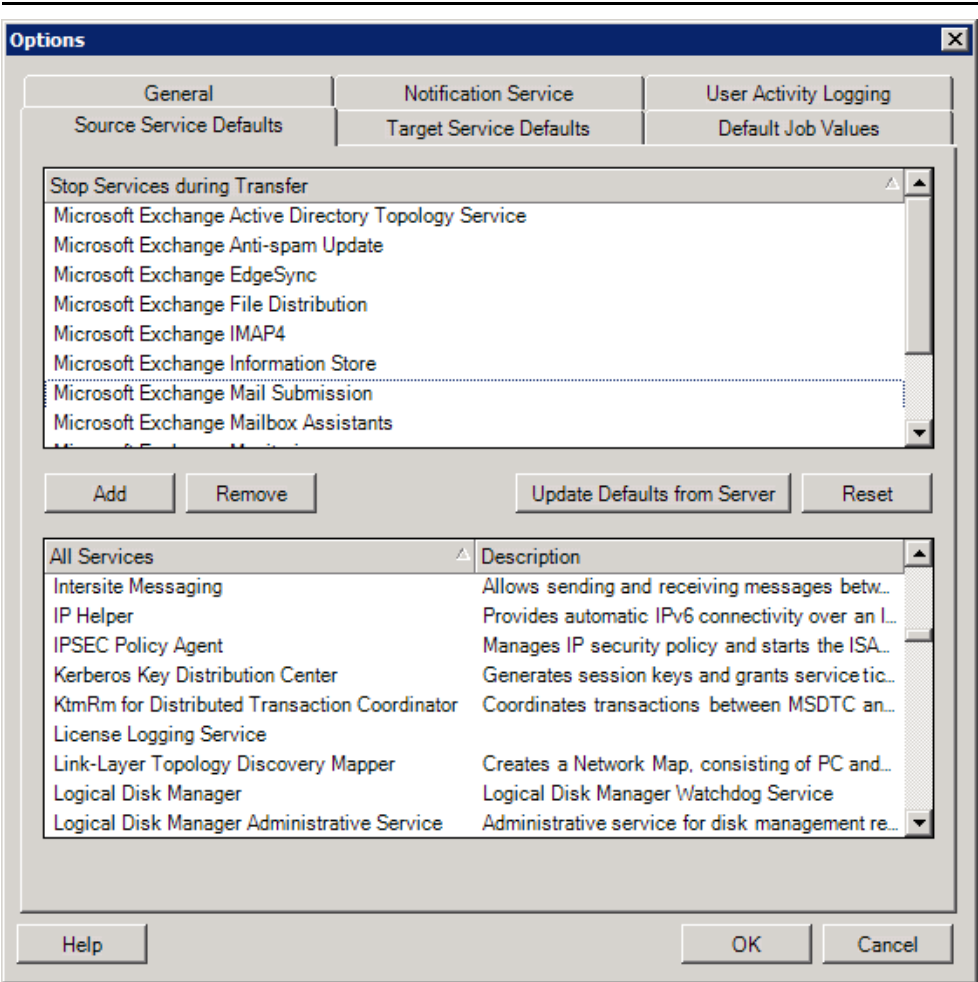 Options
General Notification Service User Activity Logging
Source Service Defaults Target Service Defaults Default Job Values
Stop Services during Transfer
Microsoft Exchange Active Directory Topology Service
Microsoft Exchange Anti-spam Update
Microsoft Exchange EdgeSync
Microsoft Exchange File Distribution
Microsoft Exchange IMAP4
Microsoft Exchange Information Store
Microsoft Exchange Mail Submission
Microsoft Exchange Mailbox Assistants
Add Remove Update Defaults from Server Reset
All Services Description
Intersite Messaging Allows sending and receiving messages betw...
IP Helper Provides automatic IPv6 connectivity over an I...
IPSEC Policy Agent Manages IP security policy and starts the ISA...
Kerberos Key Distribution Center Generates session keys and grants service tic...
KtmRm for Distributed Transaction Coordinator Coordinates transactions between MSDTC an...
License Logging Service
Link-Layer Topology Discovery Mapper Creates a Network Map, consisting of PC and...
Logical Disk Manager Logical Disk Manager Watchdog Service
Logical Disk Manager Administrative Service Administrative service for disk management re...
Help OK Cancel